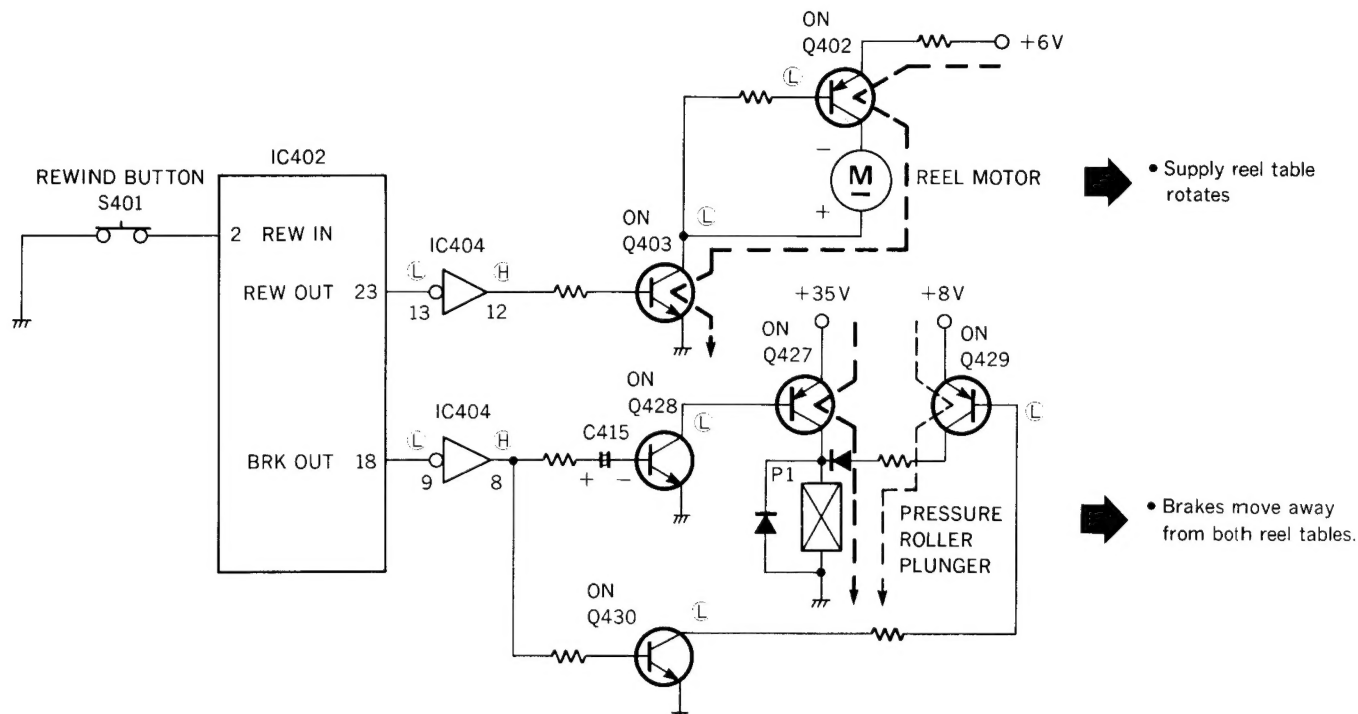 ON
Q402
+6V
Ⓛ
IC402
REWIND BUTTON
S401
−
M
REEL MOTOR
• Supply reel table
rotates
2 REW IN
ON
Q403
Ⓛ
+
IC404
REW OUT 23
Ⓛ
Ⓗ
13
12
+35V
+8V
ON
Q427
ON
Q429
ON
Q428
IC404
C415
Ⓛ
Ⓛ
BRK OUT 18
Ⓛ
Ⓗ
9
8
+ −
P1
PRESSURE
ROLLER
PLUNGER
• Brakes move away
from both reel tables.
ON
Q430
Ⓛ